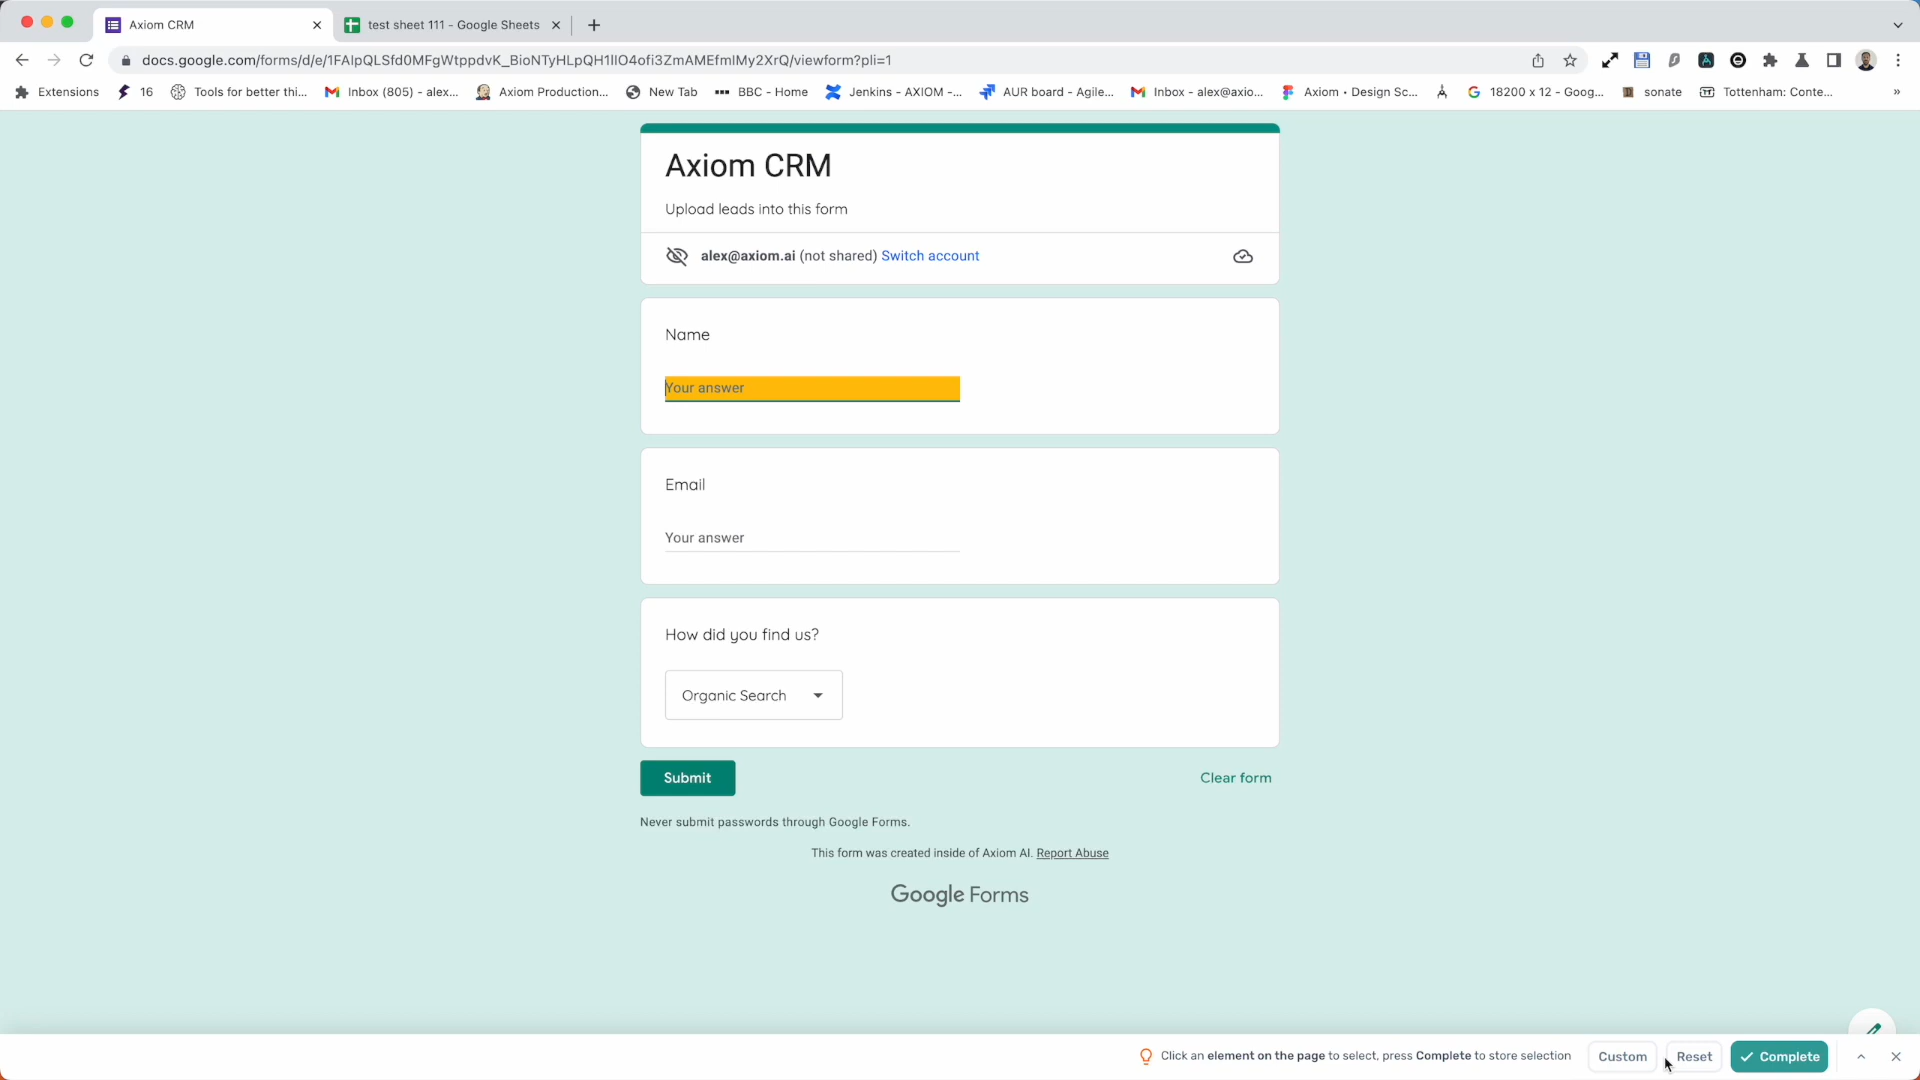 Axiom CRM
test sheet 111 - Google Sheets
docs.google.com/forms/d/e/1FAIpQLSfd0MFgWtppdvK_BioNTyHLpQH1lIO4ofi3ZmAMEfmlMy2XrQ/viewform?pli=1
Extensions
16
Tools for better thi...
Inbox (805) - alex...
Axiom Production...
New Tab
BBC - Home
Jenkins - AXIOM -...
AUR board - Agile...
Inbox - alex@axio...
Axiom • Design Sc...
18200 x 12 - Goog...
sonate
Tottenham: Conte...
»
Axiom CRM
Upload leads into this form
alex@axiom.ai (not shared) Switch account
Name
Your answer
Email
Your answer
How did you find us?
Organic Search
Submit
Clear form
Never submit passwords through Google Forms.
This form was created inside of Axiom AI. Report Abuse
Google Forms
Click an element on the page to select, press Complete to store selection
Custom
Reset
Complete